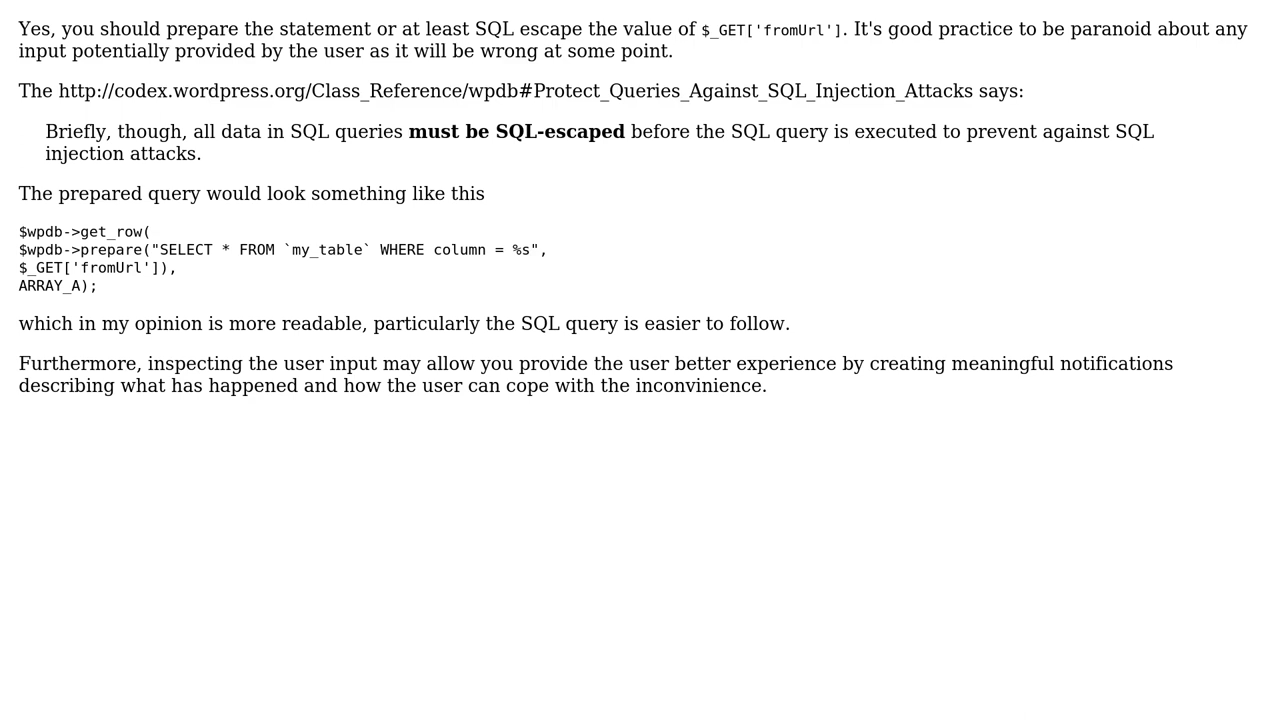 Yes, you should prepare the statement or at least SQL escape the value of $_GET['fromUrl']. It's good practice to be paranoid about any
input potentially provided by the user as it will be wrong at some point.
The http://codex.wordpress.org/Class_Reference/wpdb#Protect_Queries_Against_SQL_Injection_Attacks says:
Briefly, though, all data in SQL queries must be SQL-escaped before the SQL query is executed to prevent against SQL
injection attacks.
The prepared query would look something like this
$wpdb->get_row(
$wpdb->prepare("SELECT * FROM `my_table` WHERE column = %s",
$_GET['fromUrl']),
ARRAY_A);
which in my opinion is more readable, particularly the SQL query is easier to follow.
Furthermore, inspecting the user input may allow you provide the user better experience by creating meaningful notifications
describing what has happened and how the user can cope with the inconvinience.